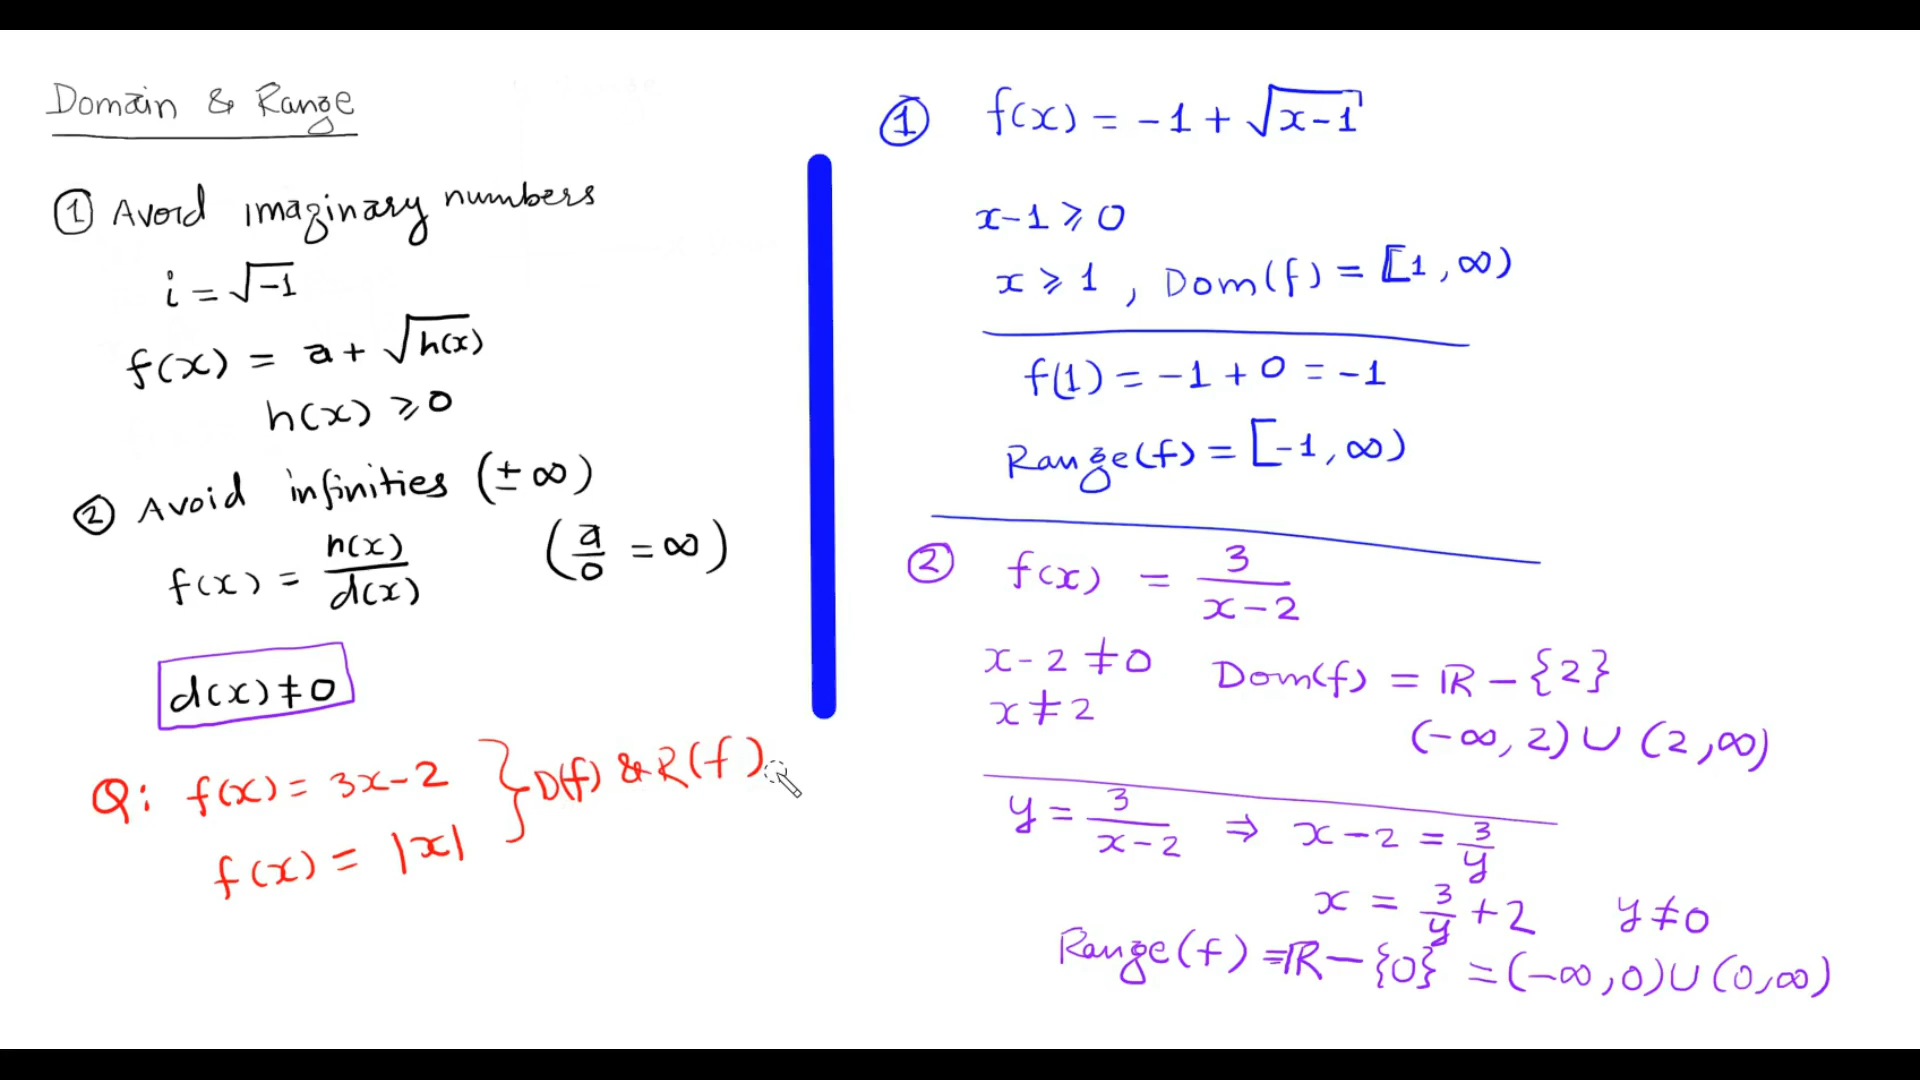 Domain & Range
① Avoid imaginary numbers
i = √-1
f(x) = a + √h(x)
h(x) ⩾ 0
② Avoid infinities (± ∞)
f(x) = h(x)/d(x) (a/0 = ∞)
d(x) ≠ 0
Q: f(x) = 3x-2 } D(f) & R(f)
f(x) = |x|
① f(x) = -1 + √x-1
x-1 ⩾ 0
x ⩾ 1 , Dom(f) = [1, ∞)
f(1) = -1 + 0 = -1
Range(f) = [-1, ∞)
② f(x) = 3/x-2
x-2 ≠ 0 Dom(f) = ℝ - {2}
x ≠ 2
(-∞, 2) ∪ (2, ∞)
y = 3/x-2 ⇒ x-2 = 3/y
x = 3/y + 2 y ≠ 0
Range(f) = ℝ - {0} = (-∞, 0) ∪ (0, ∞)